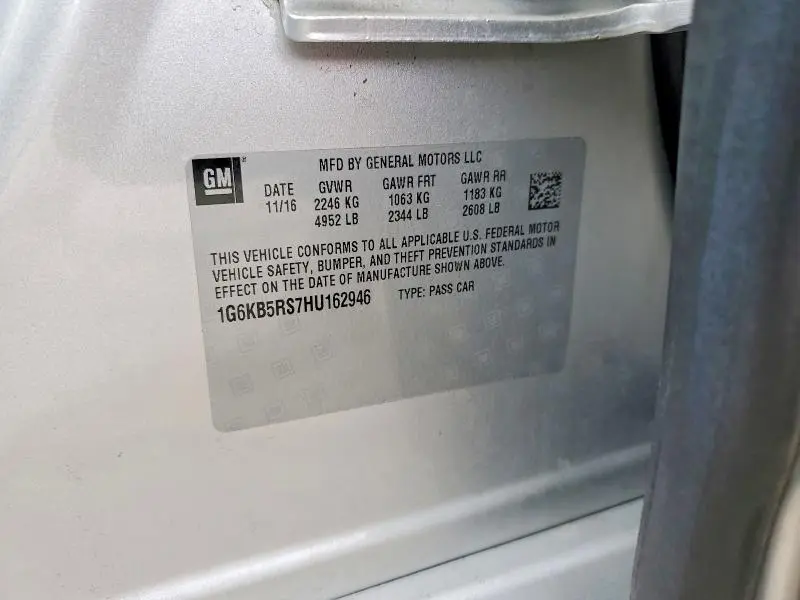 GM
MFD BY GENERAL MOTORS LLC
DATE GVWR GAWR FRT GAWR RR
11/16 2246 KG 1063 KG 1183 KG
4952 LB 2344 LB 2608 LB
THIS VEHICLE CONFORMS TO ALL APPLICABLE U.S. FEDERAL MOTOR
VEHICLE SAFETY, BUMPER, AND THEFT PREVENTION STANDARDS IN
EFFECT ON THE DATE OF MANUFACTURE SHOWN ABOVE.
1G6KB5RS7HU162946 TYPE: PASS CAR